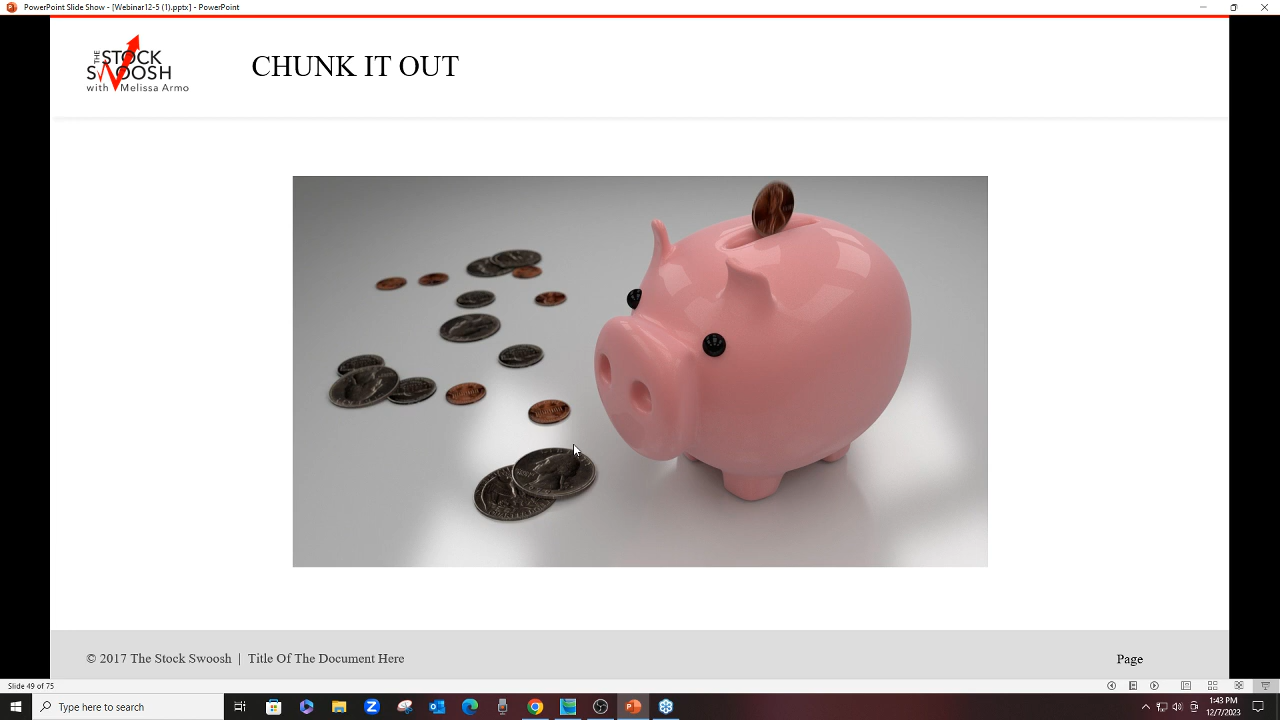 PowerPoint Slide Show - [Webinar12-5 (1).pptx] - PowerPoint
THE
STOCK
SWOOSH
with Melissa Armo
CHUNK IT OUT
© 2017 The Stock Swoosh | Title Of The Document Here
Page
Slide 49 of 75
Type here to search
1:43 PM
12/7/2023